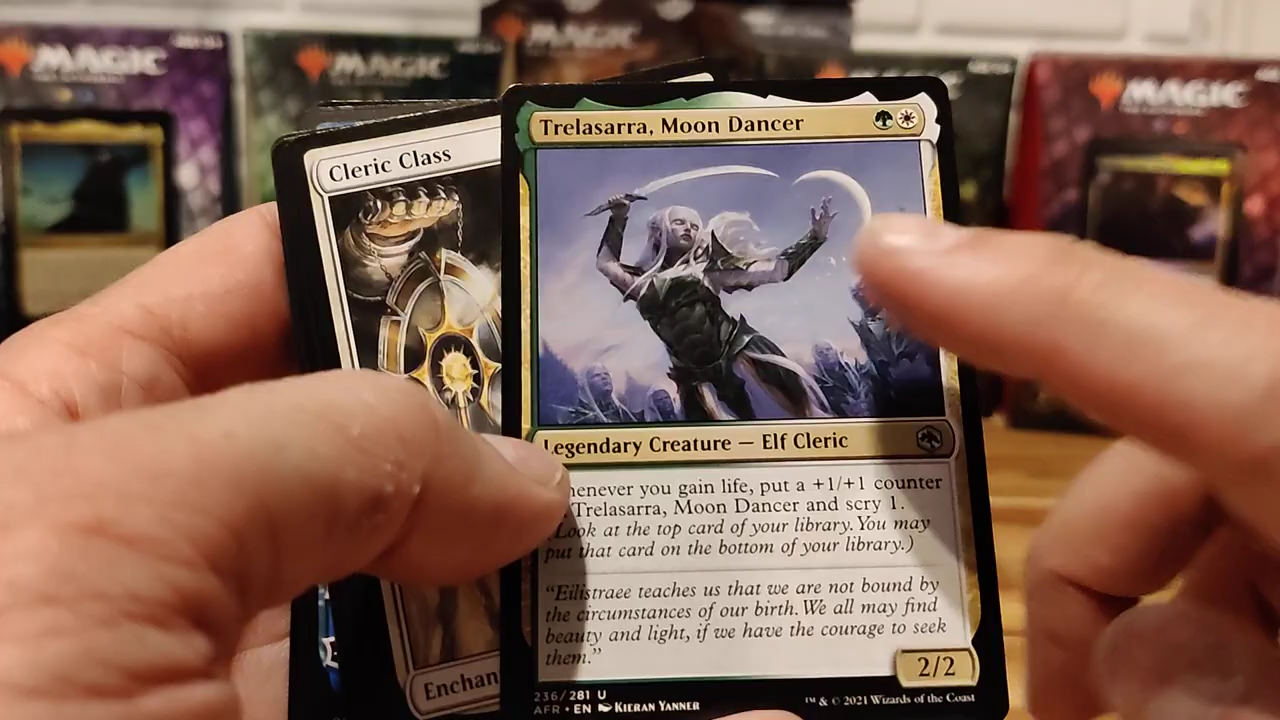 MAGIC
MAGIC
MAGIC
MAGIC
Cleric Class
Enchan
Trelasarra, Moon Dancer
Legendary Creature — Elf Cleric
henever you gain life, put a +1/+1 counter
Trelasarra, Moon Dancer and scry 1.
(Look at the top card of your library. You may
put that card on the bottom of your library.)
"Eilistraee teaches us that we are not bound by
the circumstances of our birth. We all may find
beauty and light, if we have the courage to seek
them."
2/2
236/281 U
AFR • EN KIERAN YANNER
™ & © 2021 Wizards of the Coast